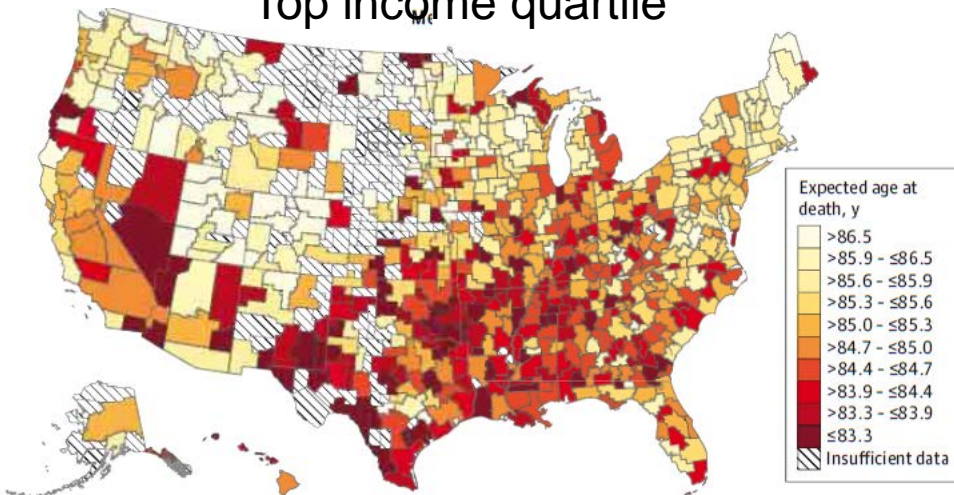 Top income quartile
Expected age at
death, y
>86.5
>85.9 – ≤86.5
>85.6 – ≤85.9
>85.3 – ≤85.6
>85.0 – ≤85.3
>84.7 – ≤85.0
>84.4 – ≤84.7
>83.9 – ≤84.4
>83.3 – ≤83.9
≤83.3
Insufficient data